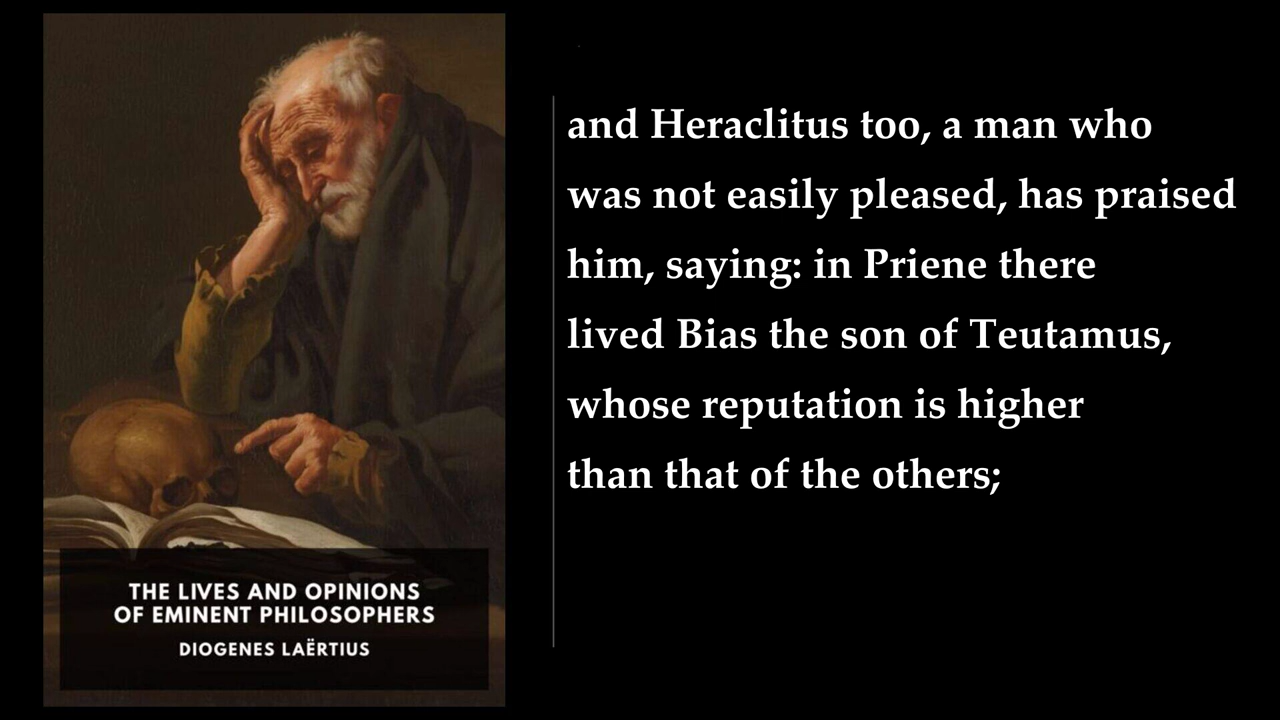 THE LIVES AND OPINIONS
OF EMINENT PHILOSOPHERS
DIOGENES LAËRTIUS
and Heraclitus too, a man who
was not easily pleased, has praised
him, saying: in Priene there
lived Bias the son of Teutamus,
whose reputation is higher
than that of the others;